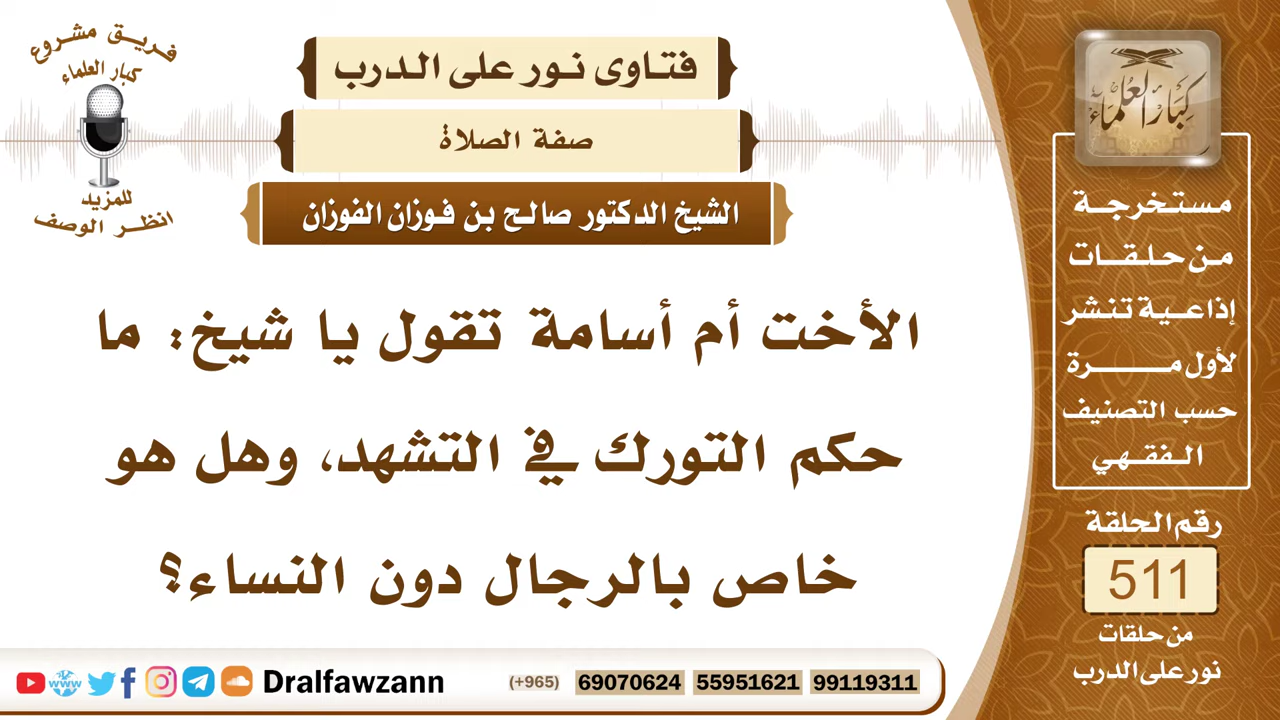 فريق مشروع
كبار العلماء
للمزيد
انظر الوصف
فتاوى نور على الدرب
صفة الصلاة
الشيخ الدكتور صالح بن فوزان الفوزان
الأخت أم أسامة تقول يا شيخ: ما
حكم التورك في التشهد، وهل هو
خاص بالرجال دون النساء؟
كبار العلماء
مستخرجة
من حلقات
إذاعية تنشر
لأول مرة
حسب التصنيف
الفقهي
رقم الحلقة
511
من حلقات
نور على الدرب
www Dralfawzann (+965) 69070624 55951621 99119311